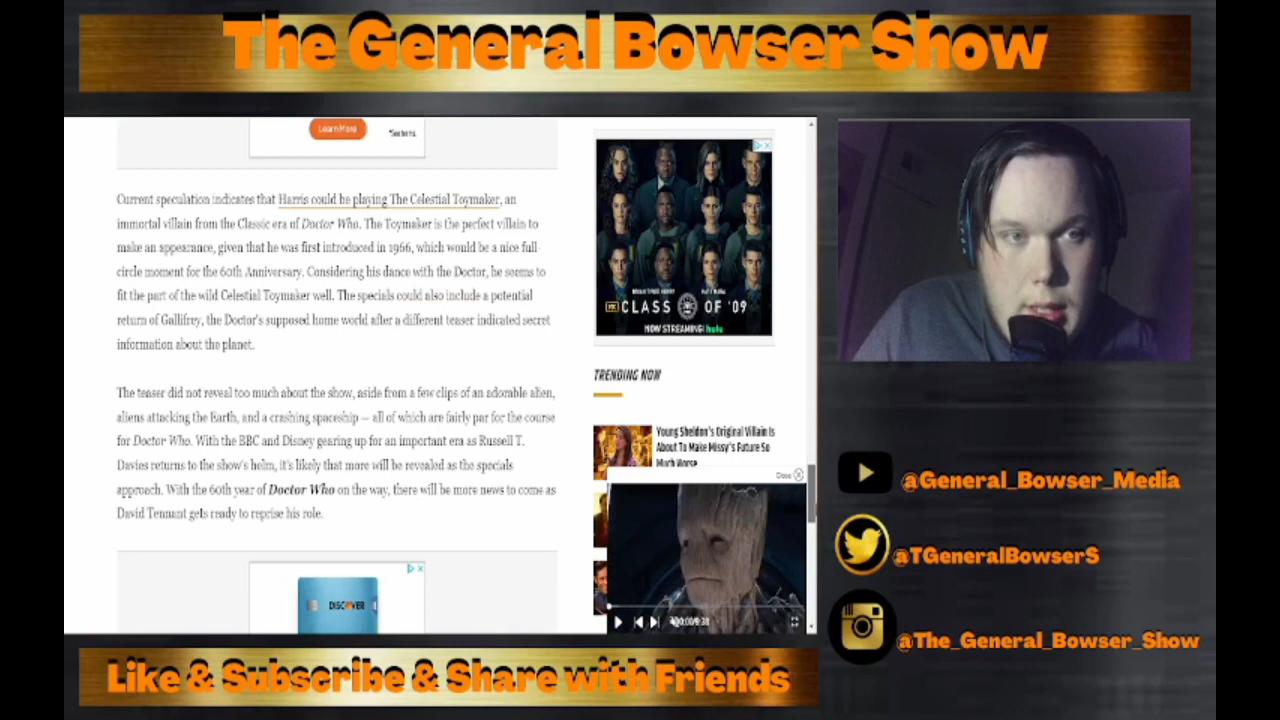 The General Bowser Show
Learn More
*See terms.
Current speculation indicates that Harris could be playing The Celestial Toymaker, an
immortal villain from the Classic era of Doctor Who. The Toymaker is the perfect villain to
make an appearance, given that he was first introduced in 1966, which would be a nice full-
circle moment for the 60th Anniversary. Considering his dance with the Doctor, he seems to
fit the part of the wild Celestial Toymaker well. The specials could also include a potential
return of Gallifrey, the Doctor's supposed home world after a different teaser indicated secret
information about the planet.
The teaser did not reveal too much about the show, aside from a few clips of an adorable alien,
aliens attacking the Earth, and a crashing spaceship — all of which are fairly par for the course
for Doctor Who. With the BBC and Disney gearing up for an important era as Russell T.
Davies returns to the show's helm, it's likely that more will be revealed as the specials
approach. With the 60th year of Doctor Who on the way, there will be more news to come as
David Tennant gets ready to reprise his role.
DISCOVER
CLASS OF '09
NOW STREAMING hulu
TRENDING NOW
Young Sheldon's Original Villain Is
About To Make Missy's Future So
Much Worse
Close
@General_Bowser_Media
@TGeneralBowserS
@The_General_Bowser_Show
Like & Subscribe & Share with Friends